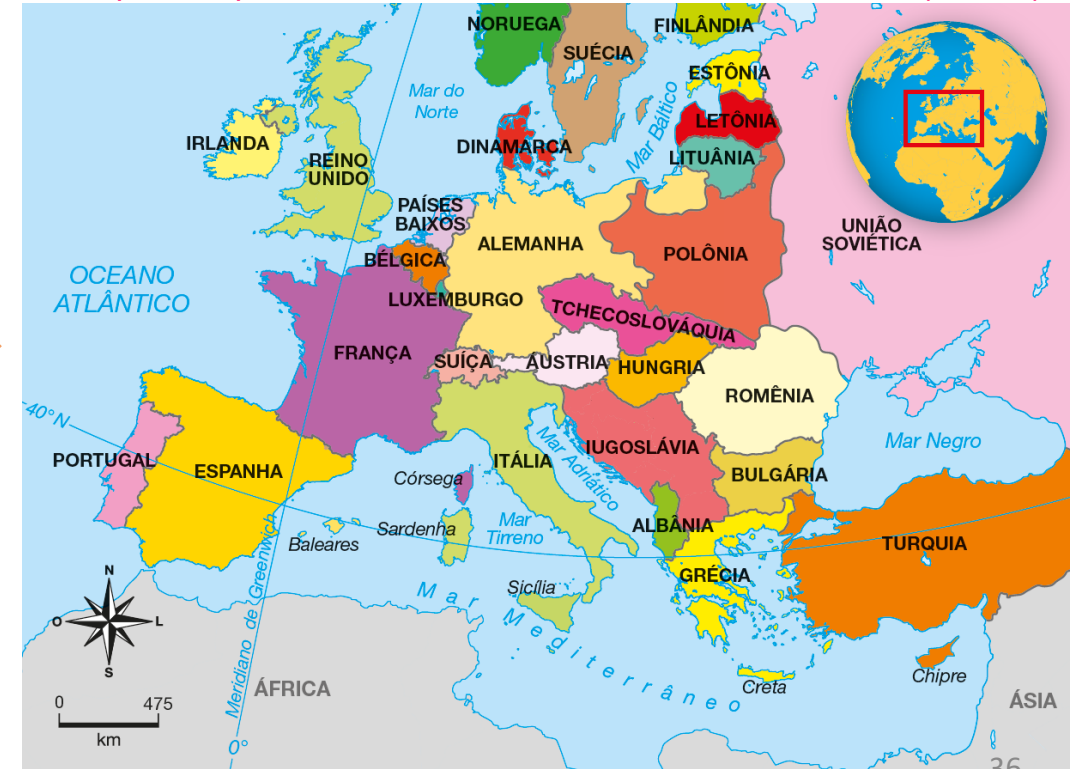 NORUEGA
SUÉCIA
FINLÂNDIA
ESTÔNIA
Mar do
Norte
Mar Báltico
LETÔNIA
IRLANDA
REINO
UNIDO
DINAMARCA
LITUÂNIA
PAÍSES
BAIXOS
ALEMANHA
POLÔNIA
UNIÃO
SOVIÉTICA
BÉLGICA
OCEANO
ATLÂNTICO
LUXEMBURGO
TCHECOSLOVÁQUIA
FRANÇA
SUÍÇA
ÁUSTRIA
HUNGRIA
ROMÊNIA
40°N
Mar Negro
PORTUGAL
ESPANHA
ITÁLIA
Mar Adriático
IUGOSLÁVIA
BULGÁRIA
Córsega
Sardenha
Mar
Tirreno
ALBÂNIA
Baleares
TURQUIA
GRÉCIA
Sicília
Mar Mediterrâneo
Meridiano de Greenwich
N
O
L
S
Creta
Chipre
ÁFRICA
ÁSIA
0
475
km
0°
36